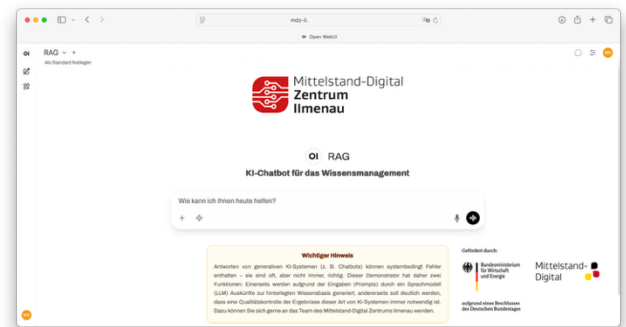 mdz-il.
OI Open WebUI
OI
RAG
Als Standard festlegen
Mittelstand-Digital
Zentrum
Ilmenau
OI RAG
KI-Chatbot für das Wissensmanagement
Wie kann ich Ihnen heute helfen?
Wichtiger Hinweis
Antworten von generativen KI-Systemen (z. B. Chatbots) können systembedingt Fehler
enthalten – sie sind oft, aber nicht immer, richtig. Dieser Demonstrator hat daher zwei
Funktionen: Einerseits werden aufgrund der Eingaben (Prompts) durch ein Sprachmodell
(LLM) Auskünfte zur hinterlegten Wissensbasis generiert, andererseits soll deutlich werden,
dass eine Qualitätskontrolle der Ergebnisse dieser Art von KI-Systemen immer notwendig ist.
Dazu können Sie sich gerne an das Team des Mittelstand-Digital Zentrums Ilmenau wenden.
Gefördert durch:
Bundesministerium
für Wirtschaft
und Energie
Mittelstand-
Digital
aufgrund eines Beschlusses
des Deutschen Bundestages